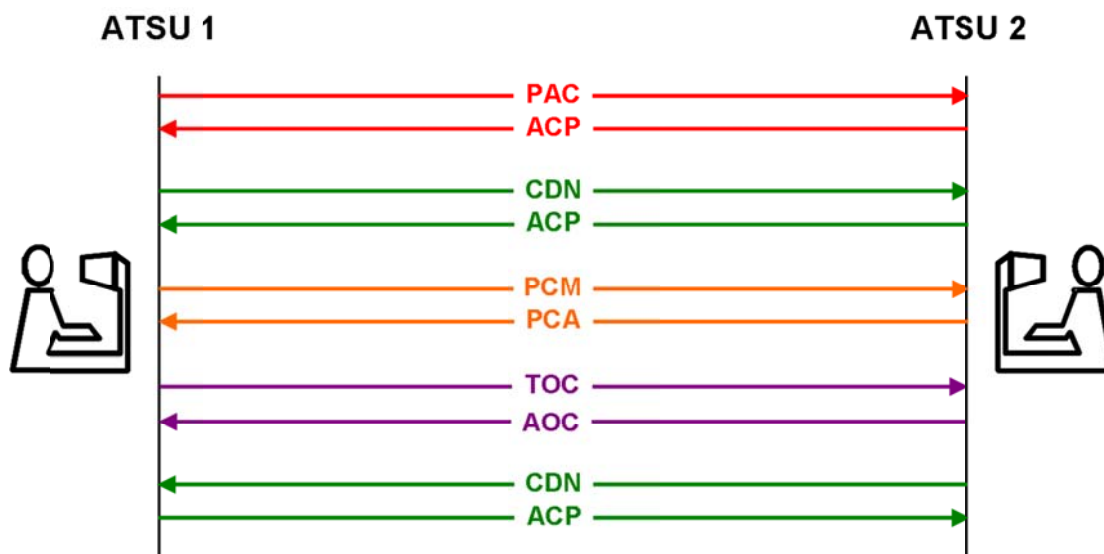 ATSU 1 ATSU 2
PAC
ACP
CDN
ACP
PCM
PCA
TOC
AOC
CDN
ACP